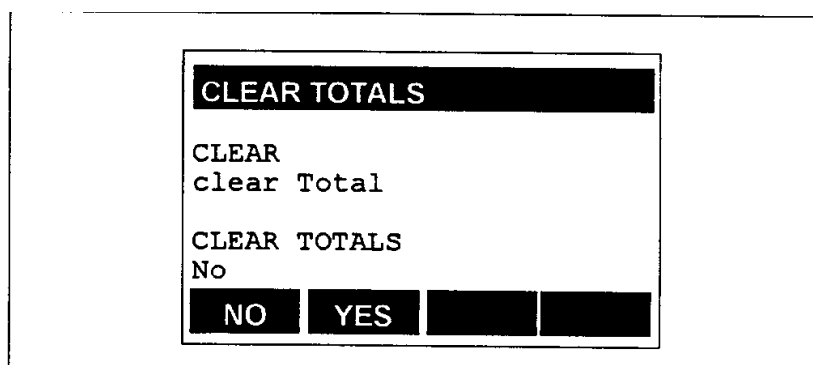 CLEAR TOTALS
CLEAR
clear Total
CLEAR TOTALS
No
NO YES